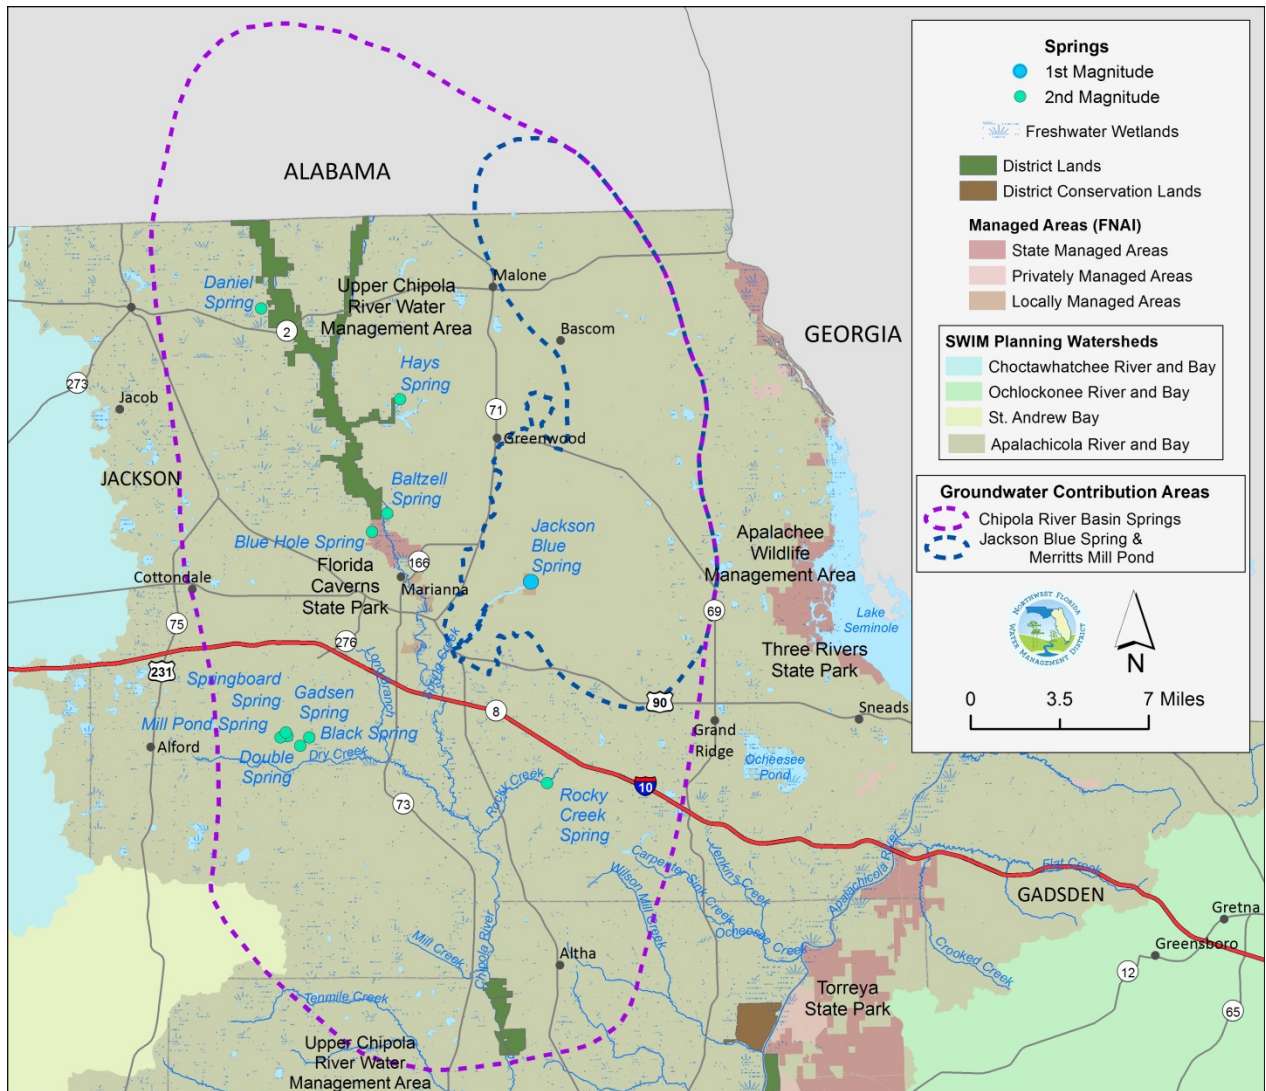 ALABAMA
Daniel
Spring
Upper Chipola
River Water
Management Area
Malone
2
Bascom
GEORGIA
Hays
Spring
273
Jacob
71
Greenwood
JACKSON
Baltzell
Spring
Blue Hole Spring
Jackson
Blue
Spring
Apalachee
Wildlife
Management Area
166
Florida
Caverns
State Park
Marianna
Cottondale
69
Lake
Seminole
75
276
Three Rivers
State Park
231
Long Branch
Spring Creek
Springboard
Spring
Gadsen
Spring
Mill Pond Spring
Black Spring
Double
Spring
Dry Creek
Alford
8
90
Sneads
Grand
Ridge
Ocheesee
Pond
10
73
Rocky Creek
Rocky
Creek
Spring
Carpenter Sink Creek
Jenkins Creek
Wilson Mill Creek
Ocheesee Creek
Apalachicola River
Flat Creek
GADSDEN
Gretna
Greensboro
Crooked Creek
12
65
Mill Creek
Chipola River
Altha
Tenmile Creek
Torreya
State Park
Upper Chipola
River Water
Management Area
Springs
1st Magnitude
2nd Magnitude
Freshwater Wetlands
District Lands
District Conservation Lands
Managed Areas (FNAI)
State Managed Areas
Privately Managed Areas
Locally Managed Areas
SWIM Planning Watersheds
Choctawhatchee River and Bay
Ochlockonee River and Bay
St. Andrew Bay
Apalachicola River and Bay
Groundwater Contribution Areas
Chipola River Basin Springs
Jackson Blue Spring &
Merritts Mill Pond
NORTHWEST FLORIDA
WATER MANAGEMENT DISTRICT
N
0 3.5 7 Miles